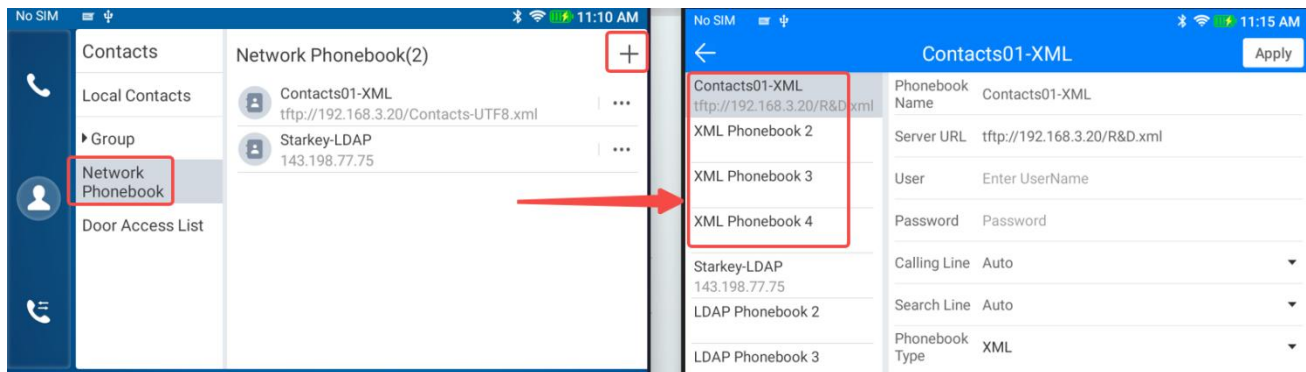 No SIM
11:10 AM
Contacts
Local Contacts
Group
Network
Phonebook
Door Access List
Network Phonebook(2)
+
Contacts01-XML
tftp://192.168.3.20/Contacts-UTF8.xml
...
Starkey-LDAP
143.198.77.75
...
No SIM
11:15 AM
Contacts01-XML
Apply
Contacts01-XML
tftp://192.168.3.20/R&D.xml
XML Phonebook 2
XML Phonebook 3
XML Phonebook 4
Starkey-LDAP
143.198.77.75
LDAP Phonebook 2
LDAP Phonebook 3
Phonebook
Name
Contacts01-XML
Server URL tftp://192.168.3.20/R&D.xml
User Enter UserName
Password Password
Calling Line Auto
Search Line Auto
Phonebook
Type
XML